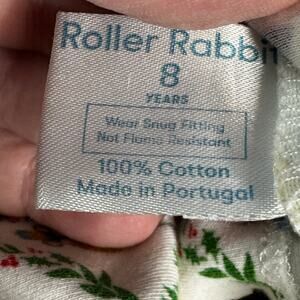 Roller Rabbit
8
YEARS
Wear Snug Fitting
Not Flame Resistant
100% Cotton
Made in Portugal